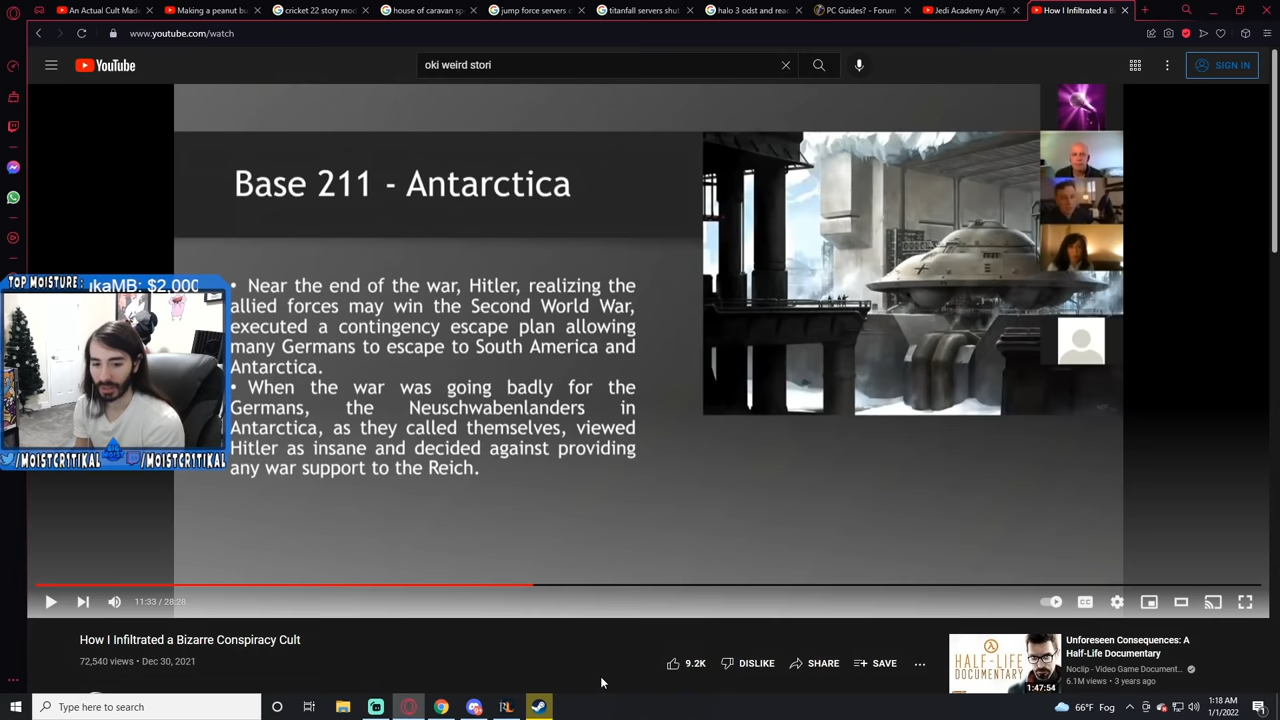 An Actual Cult Mad
Making a peanut bu
cricket 22 story mod
house of caravan sp
jump force servers c
titanfall servers shut
halo 3 odst and reac
PC Guides? - Forum
Jedi Academy Any%
How I Infiltrated a B
www.youtube.com/watch
YouTube
oki weird stori
SIGN IN
Base 211 - Antarctica
• Near the end of the war, Hitler, realizing the
allied forces may win the Second World War,
executed a contingency escape plan allowing
many Germans to escape to South America and
Antarctica.
• When the war was going badly for the
Germans, the Neuschwabenlanders in
Antarctica, as they called themselves, viewed
Hitler as insane and decided against providing
any war support to the Reich.
TOP MOISTURE: ukaMB: $2,000
/MOISTCR1TIKAL
BIG MOIST
/MOISTCR1TIKAL
11:33 / 28:28
CC
How I Infiltrated a Bizarre Conspiracy Cult
72,540 views • Dec 30, 2021
9.2K
DISLIKE
SHARE
SAVE
HALF-LIFE
DOCUMENTARY
1:47:54
Unforeseen Consequences: A
Half-Life Documentary
Noclip - Video Game Document...
6.1M views • 3 years ago
Type here to search
66°F Fog
1:18 AM
1/1/2022